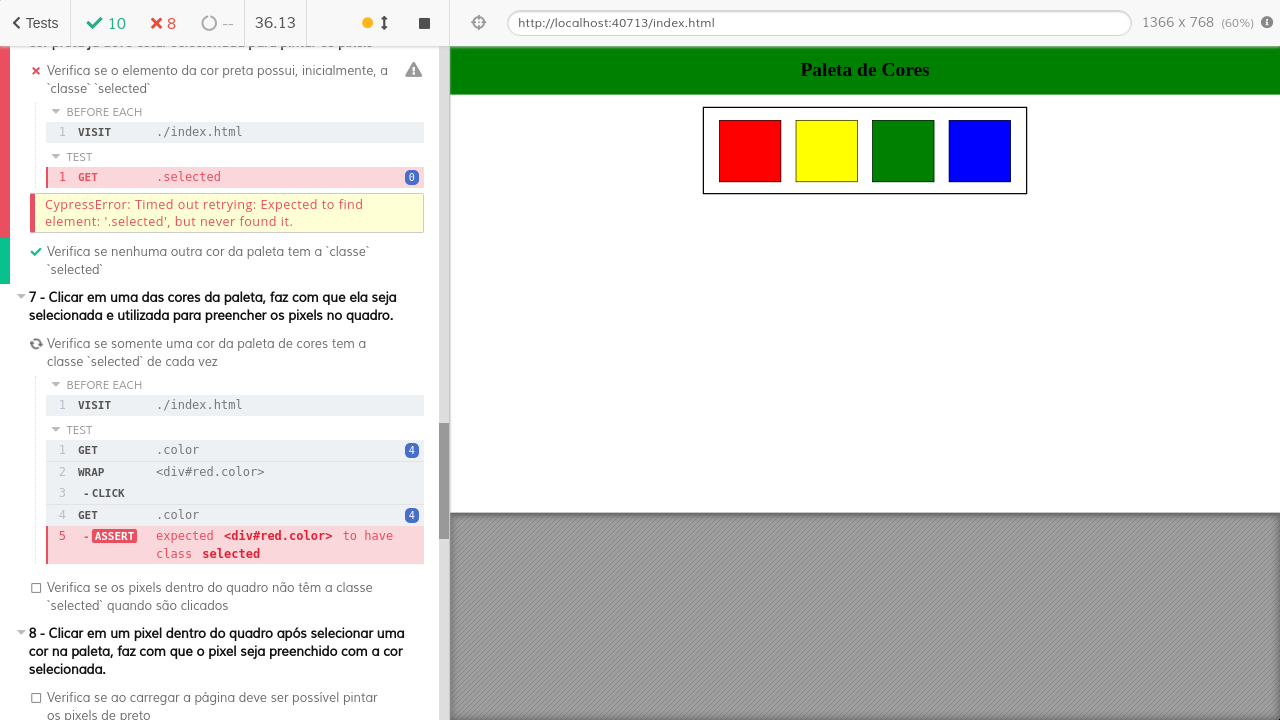 Tests
10
8
--
36.13
http://localhost:40713/index.html
1366 x 768 (60%)
Verifica se o elemento da cor preta possui, inicialmente, a
`classe` `selected`
BEFORE EACH
1 VISIT ./index.html
TEST
1 GET .selected 0
CypressError: Timed out retrying: Expected to find
element: '.selected', but never found it.
Verifica se nenhuma outra cor da paleta tem a `classe`
`selected`
7 - Clicar em uma das cores da paleta, faz com que ela seja
selecionada e utilizada para preencher os pixels no quadro.
Verifica se somente uma cor da paleta de cores tem a
classe `selected` de cada vez
BEFORE EACH
1 VISIT ./index.html
TEST
1 GET .color 4
2 WRAP <div#red.color>
3 - CLICK
4 GET .color 4
5 - ASSERT expected <div#red.color> to have
class selected
Verifica se os pixels dentro do quadro não têm a classe
`selected` quando são clicados
8 - Clicar em um pixel dentro do quadro após selecionar uma
cor na paleta, faz com que o pixel seja preenchido com a cor
selecionada.
Verifica se ao carregar a página deve ser possível pintar
os pixels de preto
Paleta de Cores